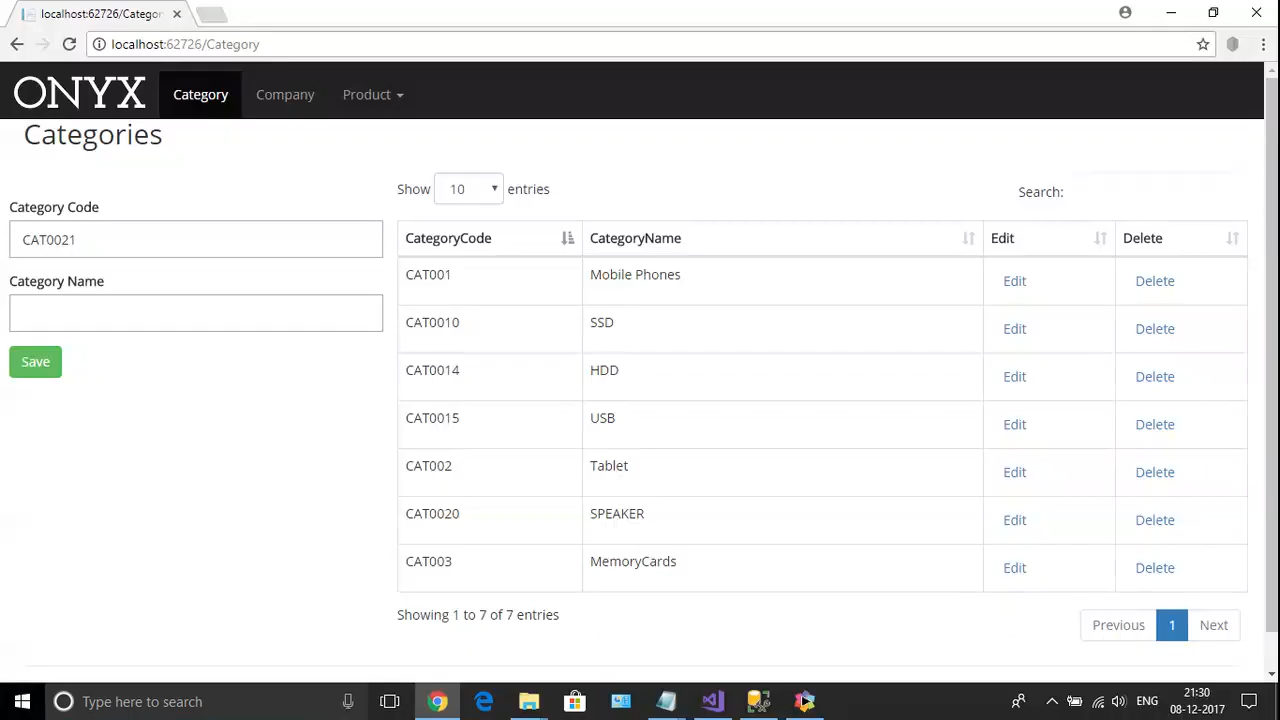 localhost:62726/Categor
localhost:62726/Category
ONYX Category Company Product
Categories
Show 10 entries
Search:
Category Code
CAT0021
Category Name
Save
CategoryCode CategoryName Edit Delete
CAT001 Mobile Phones Edit Delete
CAT0010 SSD Edit Delete
CAT0014 HDD Edit Delete
CAT0015 USB Edit Delete
CAT002 Tablet Edit Delete
CAT0020 SPEAKER Edit Delete
CAT003 MemoryCards Edit Delete
Showing 1 to 7 of 7 entries
Previous 1 Next
Type here to search
ENG
21:30
08-12-2017